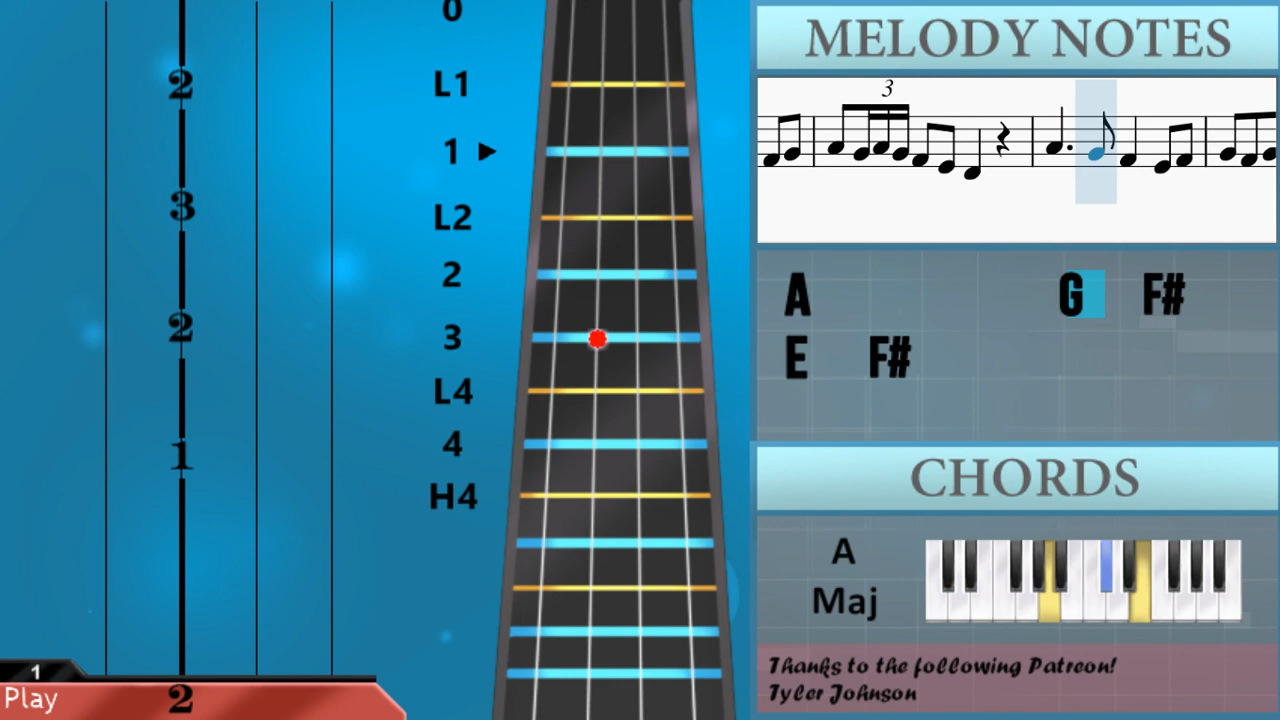 0
2
L1
1
3
L2
2
2
3
L4
1
4
H4
1
Play
2
MELODY NOTES
3
A G F#
E F#
CHORDS
A
Maj
Thanks to the following Patreon!
Tyler Johnson